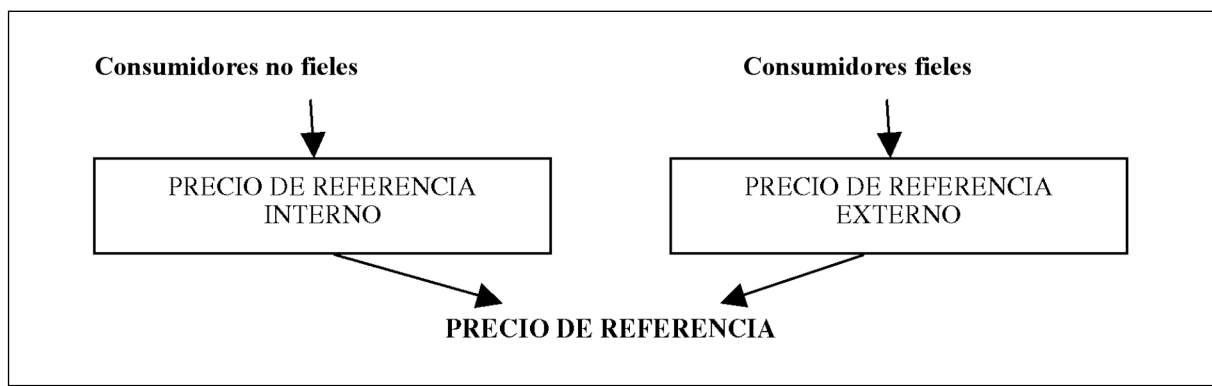 Consumidores no fieles
Consumidores fieles
PRECIO DE REFERENCIA
INTERNO
PRECIO DE REFERENCIA
EXTERNO
PRECIO DE REFERENCIA